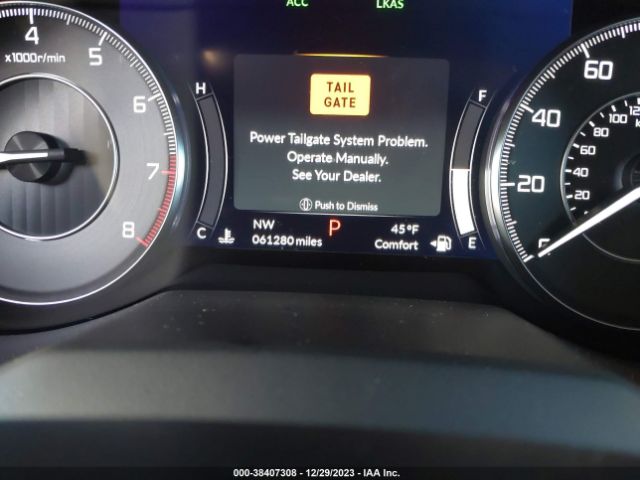 ACC
LKAS
4
5
x1000r/min
6
7
8
H
C
TAIL
GATE
Power Tailgate System Problem.
Operate Manually.
See Your Dealer.
Push to Dismiss
NW
061280 miles
P
45°F
Comfort
F
E
60
40
20
100
80
60
40
20
000-38407308 - 12/29/2023 - IAA Inc.